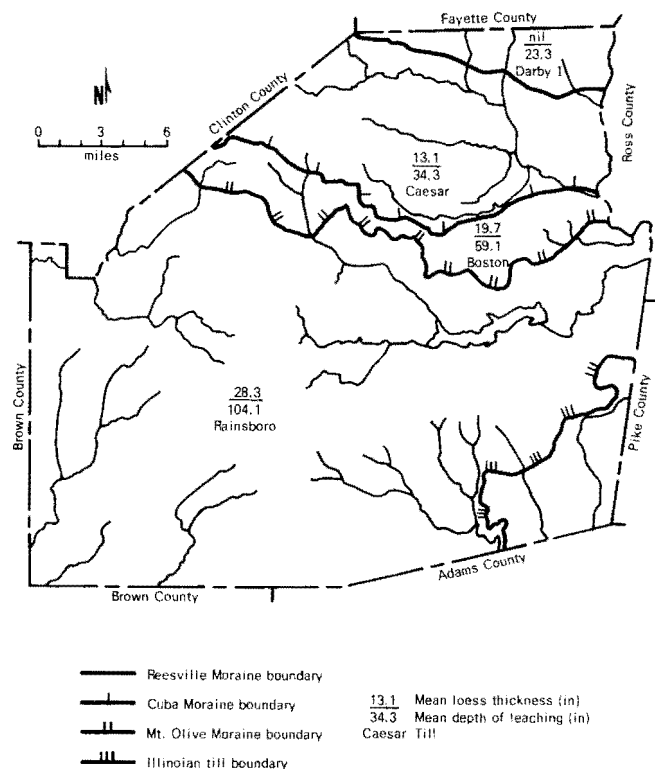 Fayette County
nil
23.3
Darby I
N
Clinton County
Ross County
0 3 6
miles
13.1
34.3
Caesar
19.7
59.1
Boston
28.3
104.1
Rainsboro
Brown County
Pike County
Adams County
Brown County
Reesville Moraine boundary
Cuba Moraine boundary
Mt. Olive Moraine boundary
Illinoian till boundary
13.1 Mean loess thickness (in)
34.3 Mean depth of leaching (in)
Caesar Till